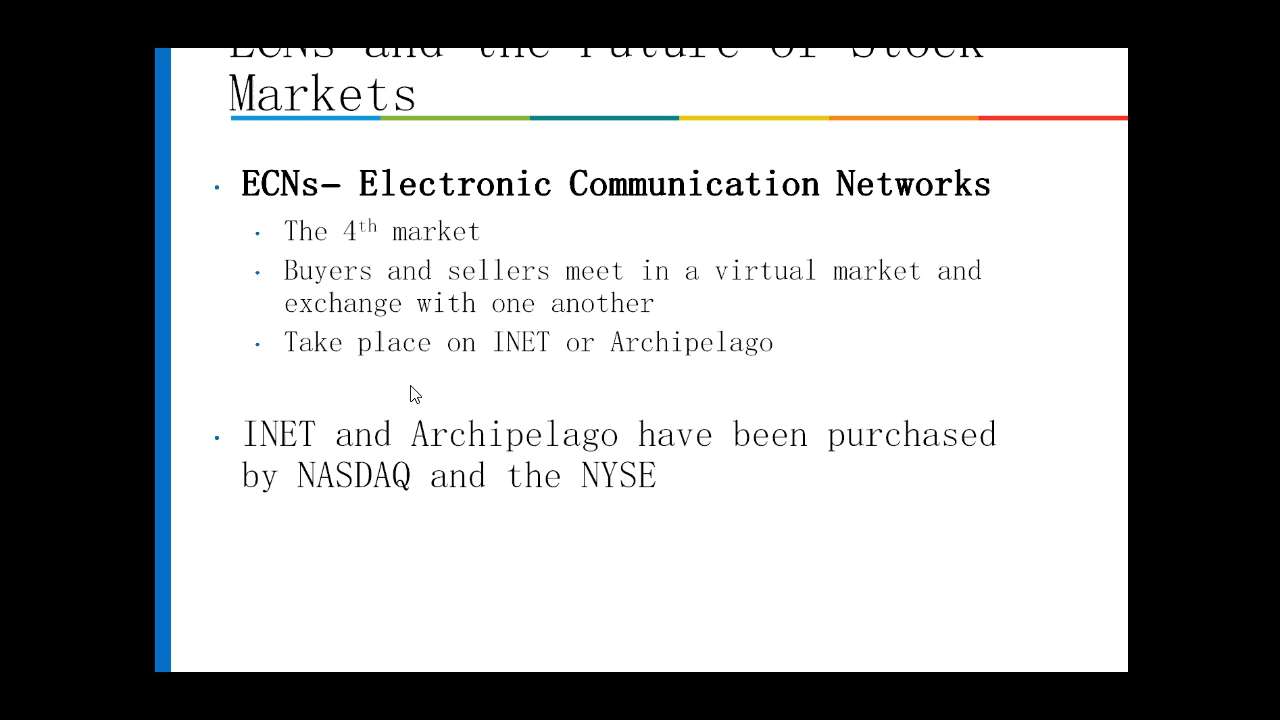 ECNs and the Future of Stock
Markets
• ECNs– Electronic Communication Networks
• The 4th market
• Buyers and sellers meet in a virtual market and
exchange with one another
• Take place on INET or Archipelago
• INET and Archipelago have been purchased
by NASDAQ and the NYSE